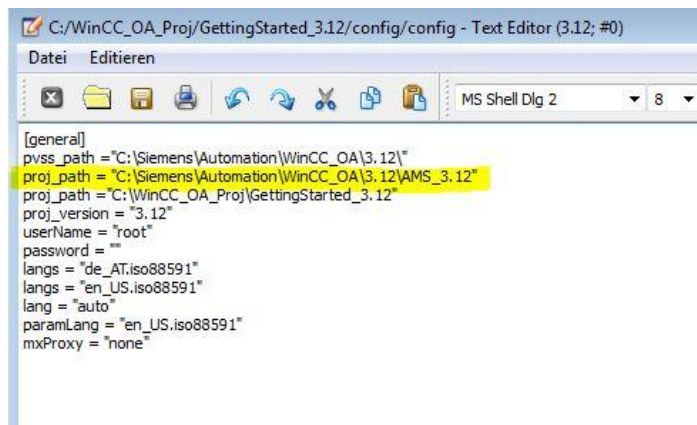 C:/WinCC_OA_Proj/GettingStarted_3.12/config/config - Text Editor (3.12; #0)
Datei Editieren
MS Shell Dlg 2 8
[general]
pvss_path ="C:\Siemens\Automation\WinCC_OA\3.12\"
proj_path = "C:\Siemens\Automation\WinCC_OA\3.12\AMS_3.12"
proj_path ="C:\WinCC_OA_Proj\GettingStarted_3.12"
proj_version = "3.12"
userName = "root"
password = ""
langs = "de_AT.iso88591"
langs = "en_US.iso88591"
lang = "auto"
paramLang = "en_US.iso88591"
mxProxy = "none"